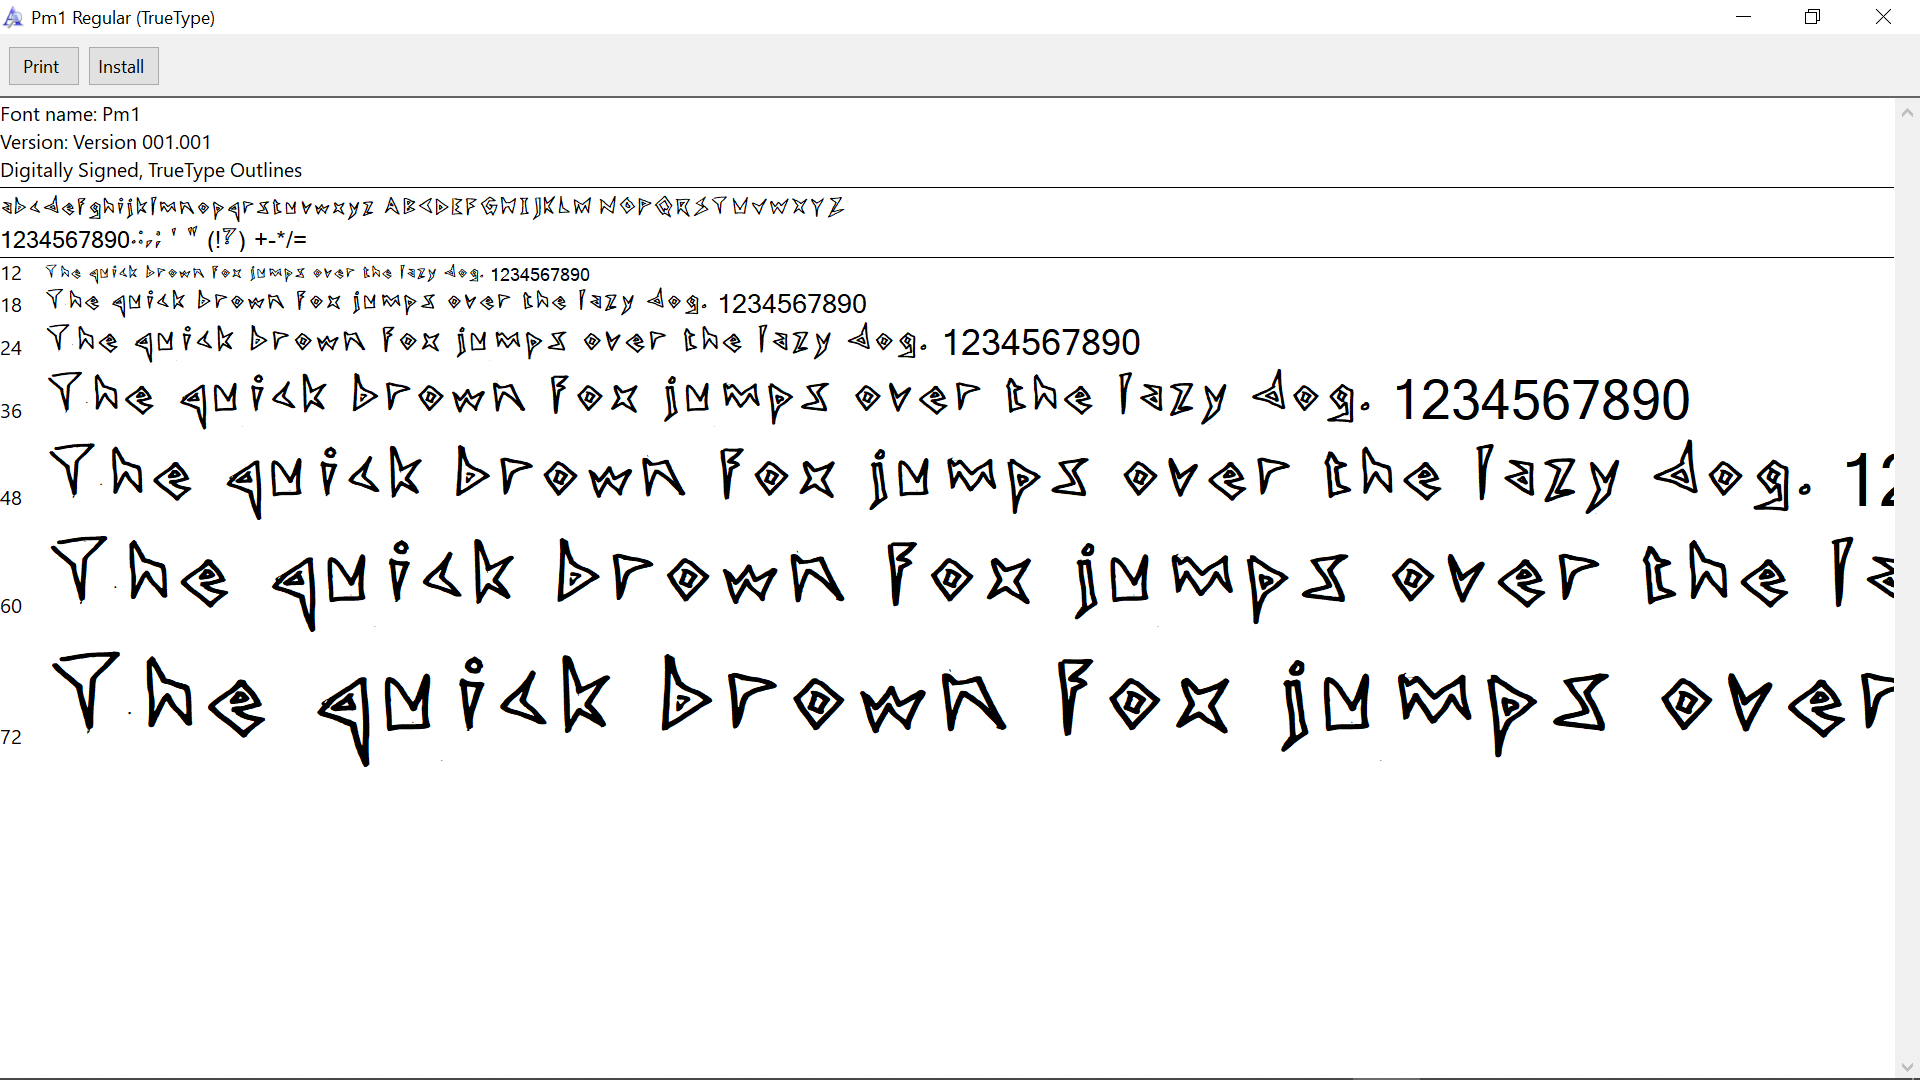 Pm1 Regular (TrueType)
Print Install
Font name: Pm1
Version: Version 001.001
Digitally Signed, TrueType Outlines
abcdefghijklmnopqrstuvwxyz ABCDEFGHIJKLMNOPQRSTUVWXYZ
1234567890.:,; ' " (!?) +-*/=
12 The quick brown fox jumps over the lazy dog. 1234567890
18 The quick brown fox jumps over the lazy dog. 1234567890
24 The quick brown fox jumps over the lazy dog. 1234567890
36 The quick brown fox jumps over the lazy dog. 1234567890
48 The quick brown fox jumps over the lazy dog. 12
60 The quick brown fox jumps over the la
72 The quick brown fox jumps over